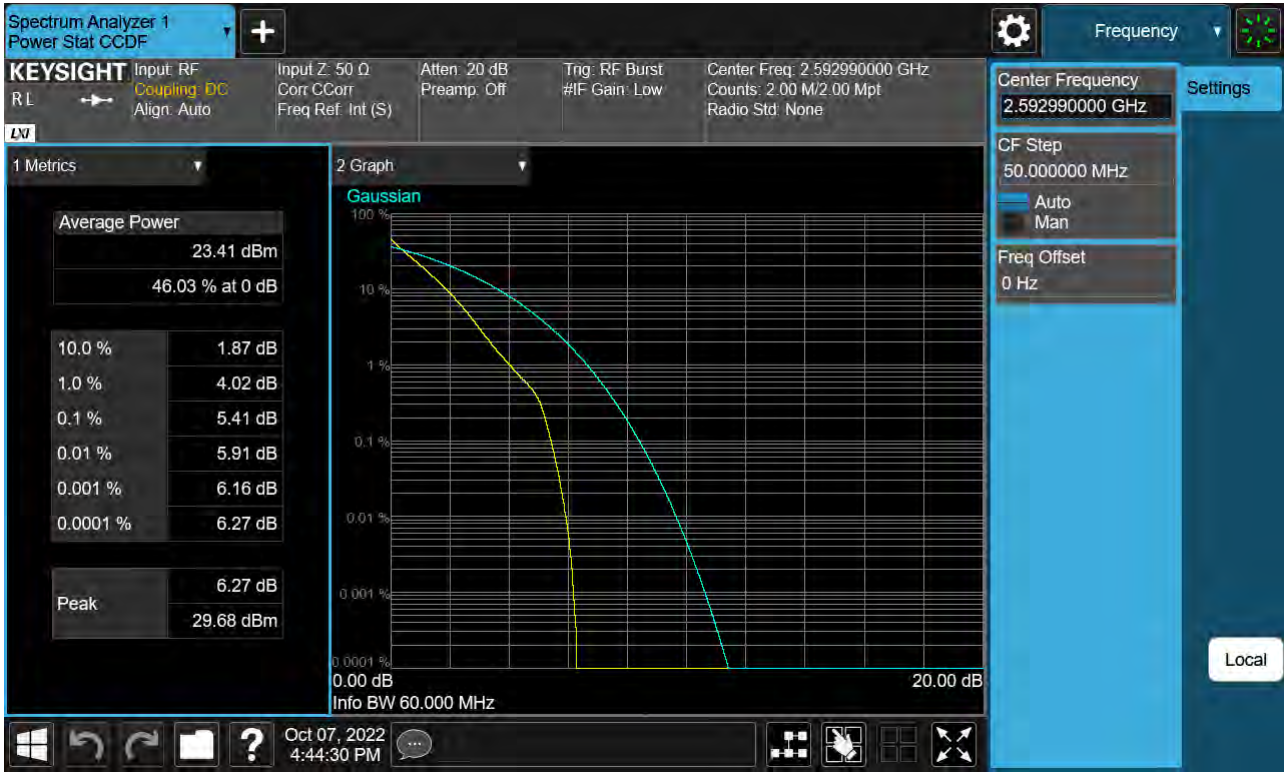 Spectrum Analyzer 1
Power Stat CCDF
Frequency
KEYSIGHT
RL
LXI
Input: RF
Coupling: DC
Align: Auto
Input Z: 50 Ω
Corr CCorr
Freq Ref: Int (S)
Atten: 20 dB
Preamp: Off
Trig: RF Burst
#IF Gain: Low
Center Freq: 2.592990000 GHz
Counts: 2.00 M/2.00 Mpt
Radio Std: None
Center Frequency
2.592990000 GHz
Settings
CF Step
50.000000 MHz
Auto
Man
Freq Offset
0 Hz
Local
1 Metrics
Average Power
23.41 dBm
46.03 % at 0 dB
10.0 % 1.87 dB
1.0 % 4.02 dB
0.1 % 5.41 dB
0.01 % 5.91 dB
0.001 % 6.16 dB
0.0001 % 6.27 dB
Peak
6.27 dB
29.68 dBm
2 Graph
Gaussian
100 %
10 %
1 %
0.1 %
0.01 %
0.001 %
0.0001 %
0.00 dB 20.00 dB
Info BW 60.000 MHz
?
Oct 07, 2022
4:44:30 PM